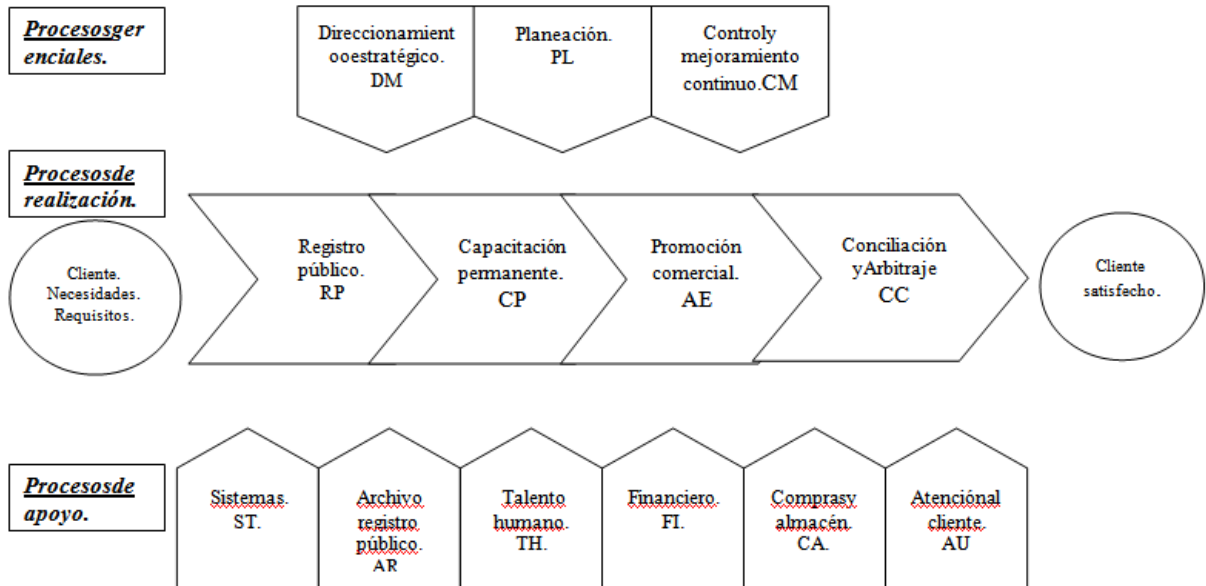 Procesosger
enciales.
Direccionamient
ooestratégico.
DM
Planeación.
PL
Controly
mejoramiento
continuo.CM
Procesosde
realización.
Cliente.
Necesidades.
Requisitos.
Registro
público.
RP
Capacitación
permanente.
CP
Promoción
comercial.
AE
Conciliación
yArbitraje
CC
Cliente
satisfecho.
Procesosde
apoyo.
Sistemas.
ST.
Archivo
registro
público.
AR
Talento
humano.
TH.
Financiero.
FI.
Comprasy
almacén.
CA.
Atenciónal
cliente.
AU